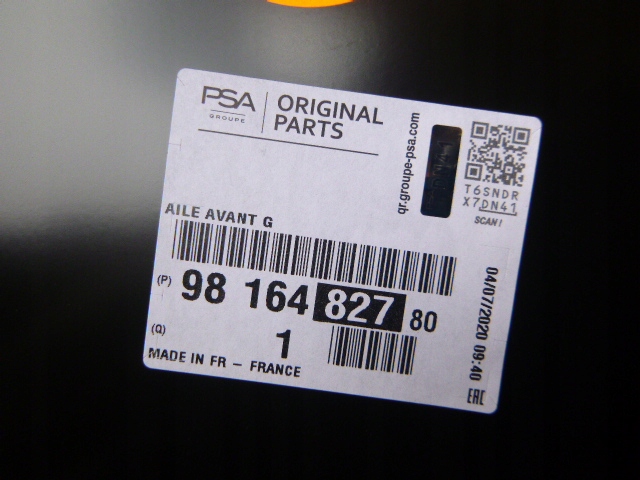 PSA
GROUPE
ORIGINAL
PARTS
qr.groupe-psa.com
T6SNDR
X7DN41
SCAN!
AILE AVANT G
(P) 98 164 827 80
(Q) 1
MADE IN FR - FRANCE
04/07/2020 09:40
EAC